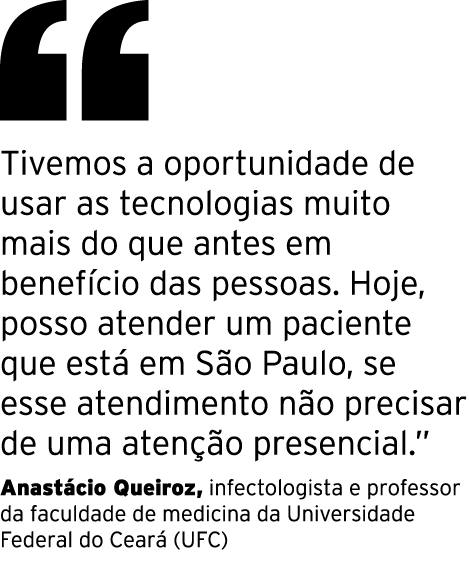 “
Tivemos a oportunidade de
usar as tecnologias muito
mais do que antes em
benefício das pessoas. Hoje,
posso atender um paciente
que está em São Paulo, se
esse atendimento não precisar
de uma atenção presencial.”
Anastácio Queiroz, infectologista e professor
da faculdade de medicina da Universidade
Federal do Ceará (UFC)